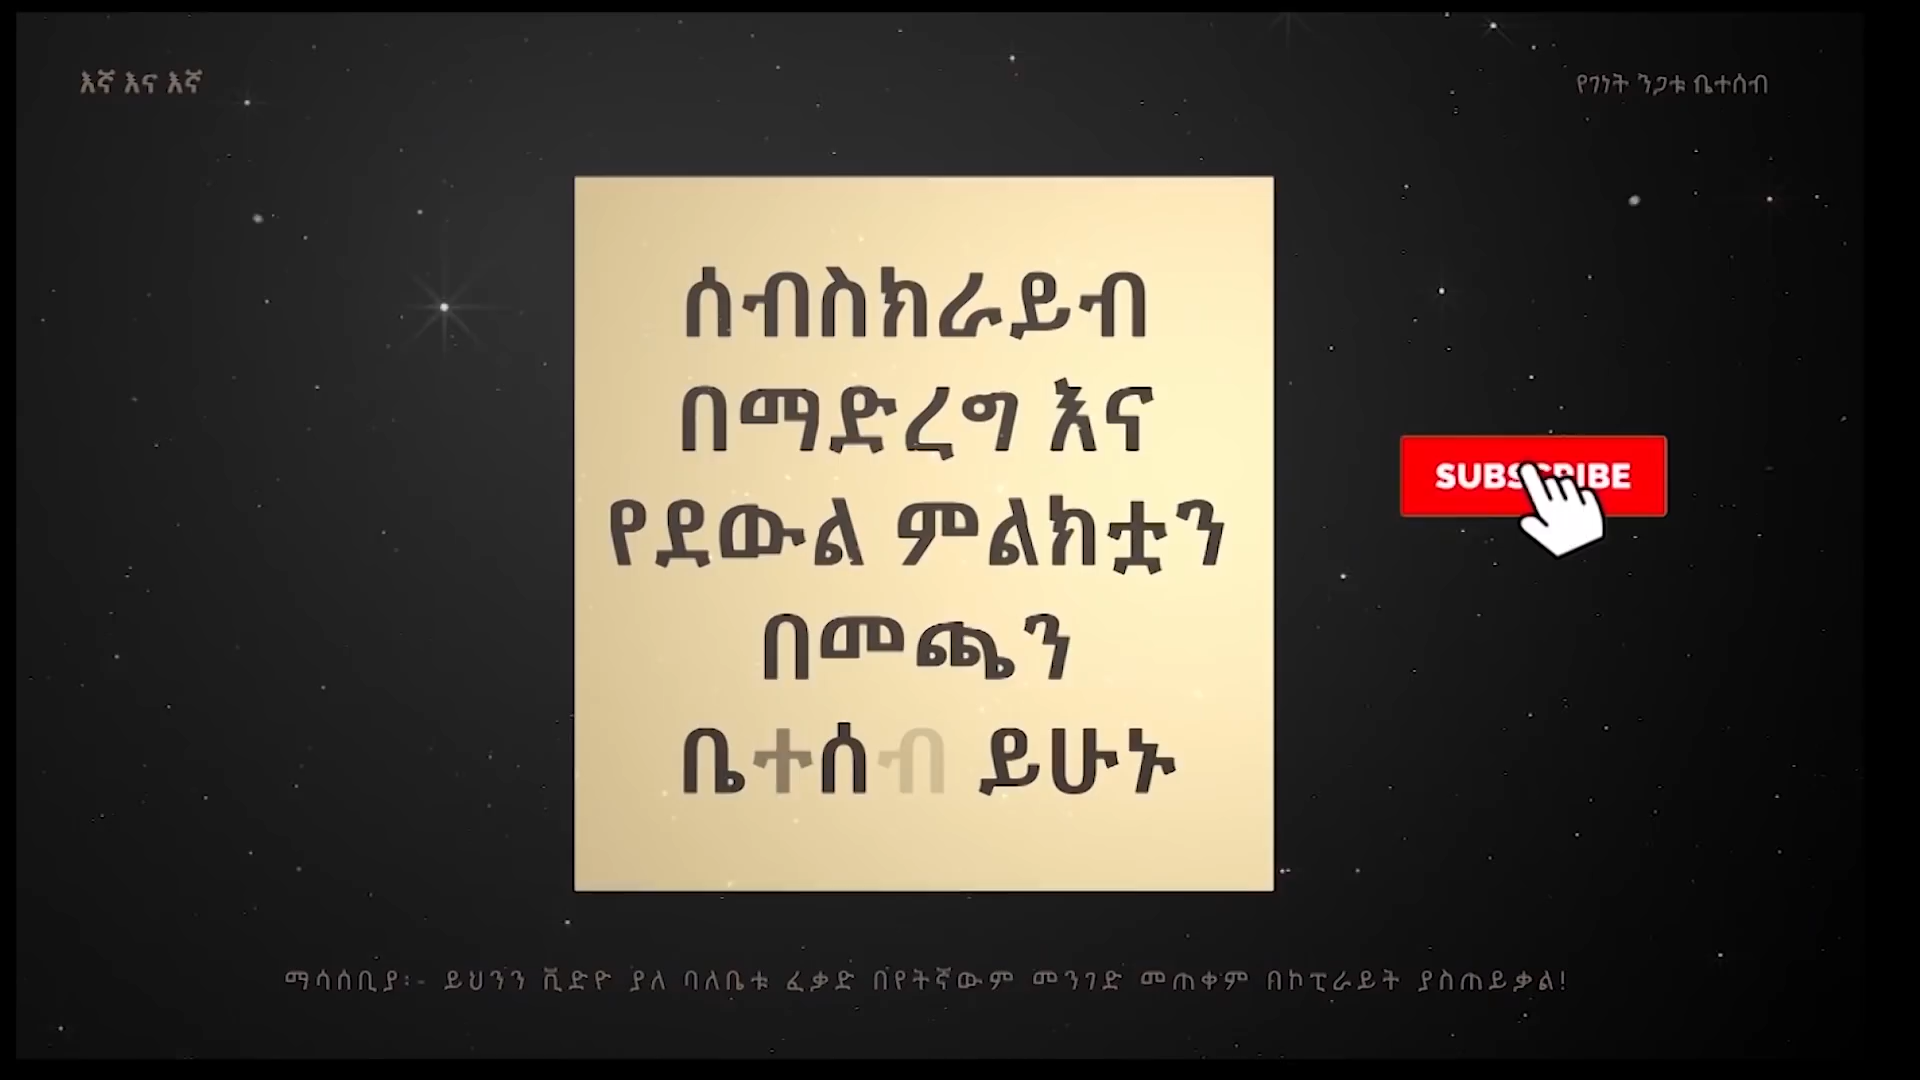 እኛ እና እኛ
የገነት ንጋቱ ቤተሰብ
ሰብስክራይብ
በማድረግ እና
የደውል ምልክቷን
በመጫን
ቤተሰብ ይሁኑ
SUBSCRIBE
ማሳሰቢያ፡- ይህንን ቪድዮ ያለ ባለቤቱ ፈቃድ በየትኛውም መንገድ መጠቀም በኮፒራይት ያስጠይቃል!